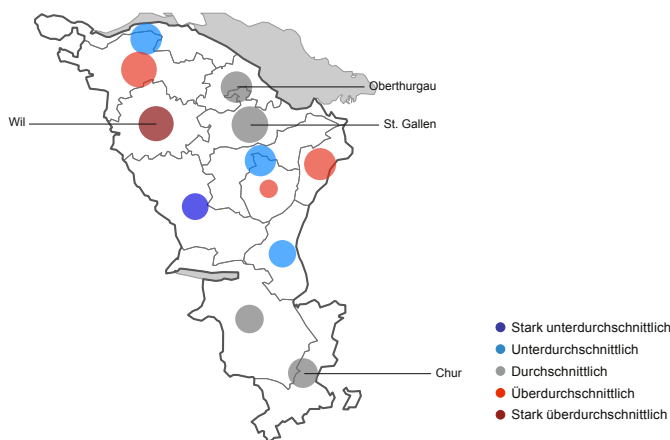 Oberthurgau
Wil
St. Gallen
Chur
Stark unterdurchschnittlich
Unterdurchschnittlich
Durchschnittlich
Überdurchschnittlich
Stark überdurchschnittlich